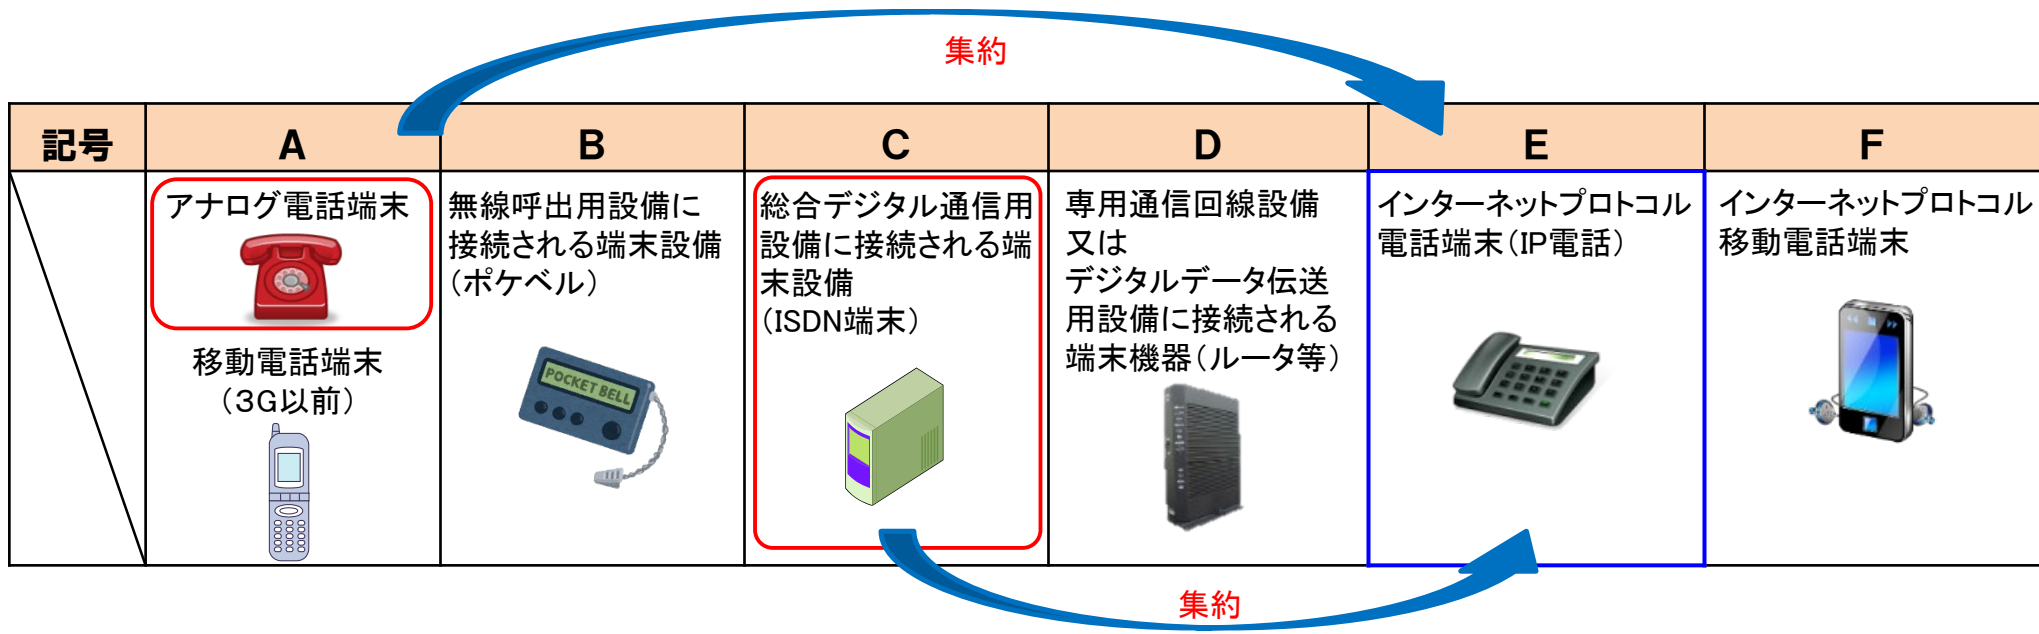 集約
記号
A
B
C
D
E
F
アナログ電話端末
移動電話端末
（3G以前）
無線呼出用設備に
接続される端末設備
（ポケベル）
POCKET BELL
総合デジタル通信用
設備に接続される端
末設備
（ISDN端末）
専用通信回線設備
又は
デジタルデータ伝送
用設備に接続される
端末機器（ルータ等）
インターネットプロトコル
電話端末（IP電話）
インターネットプロトコル
移動電話端末
集約